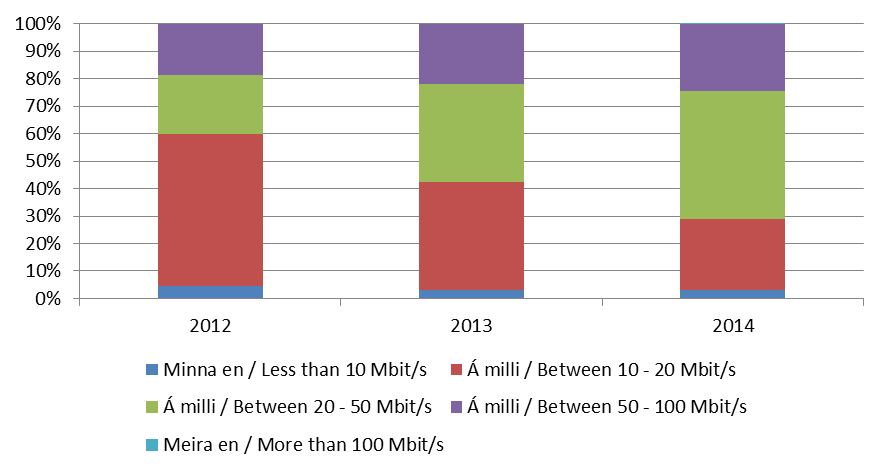 100%
90%
80%
70%
60%
50%
40%
30%
20%
10%
0%
2012 2013 2014
Minna en / Less than 10 Mbit/s Á milli / Between 10 - 20 Mbit/s
Á milli / Between 20 - 50 Mbit/s Á milli / Between 50 - 100 Mbit/s
Meira en / More than 100 Mbit/s